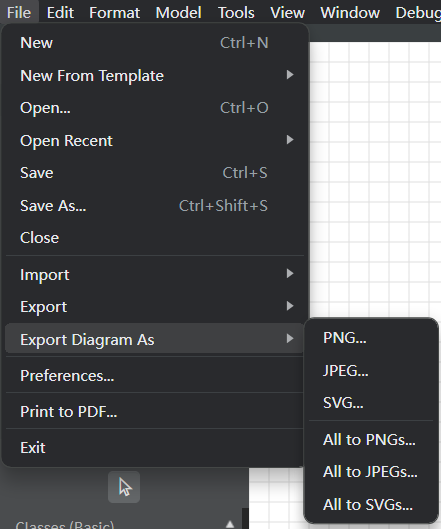 File Edit Format Model Tools View Window Debug
New Ctrl+N
New From Template
Open... Ctrl+O
Open Recent
Save Ctrl+S
Save As... Ctrl+Shift+S
Close
Import
Export
Export Diagram As
Preferences...
Print to PDF...
Exit
PNG...
JPEG...
SVG...
All to PNGs...
All to JPEGs...
All to SVGs...
Classes (Basic)